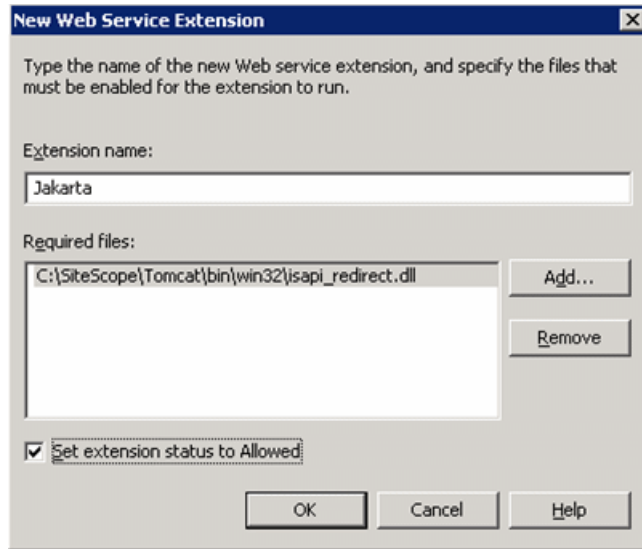 New Web Service Extension
Type the name of the new Web service extension, and specify the files that
must be enabled for the extension to run.
Extension name:
Jakarta
Required files:
C:\SiteScope\Tomcat\bin\win32\isapi_redirect.dll
Add...
Remove
Set extension status to Allowed
OK
Cancel
Help